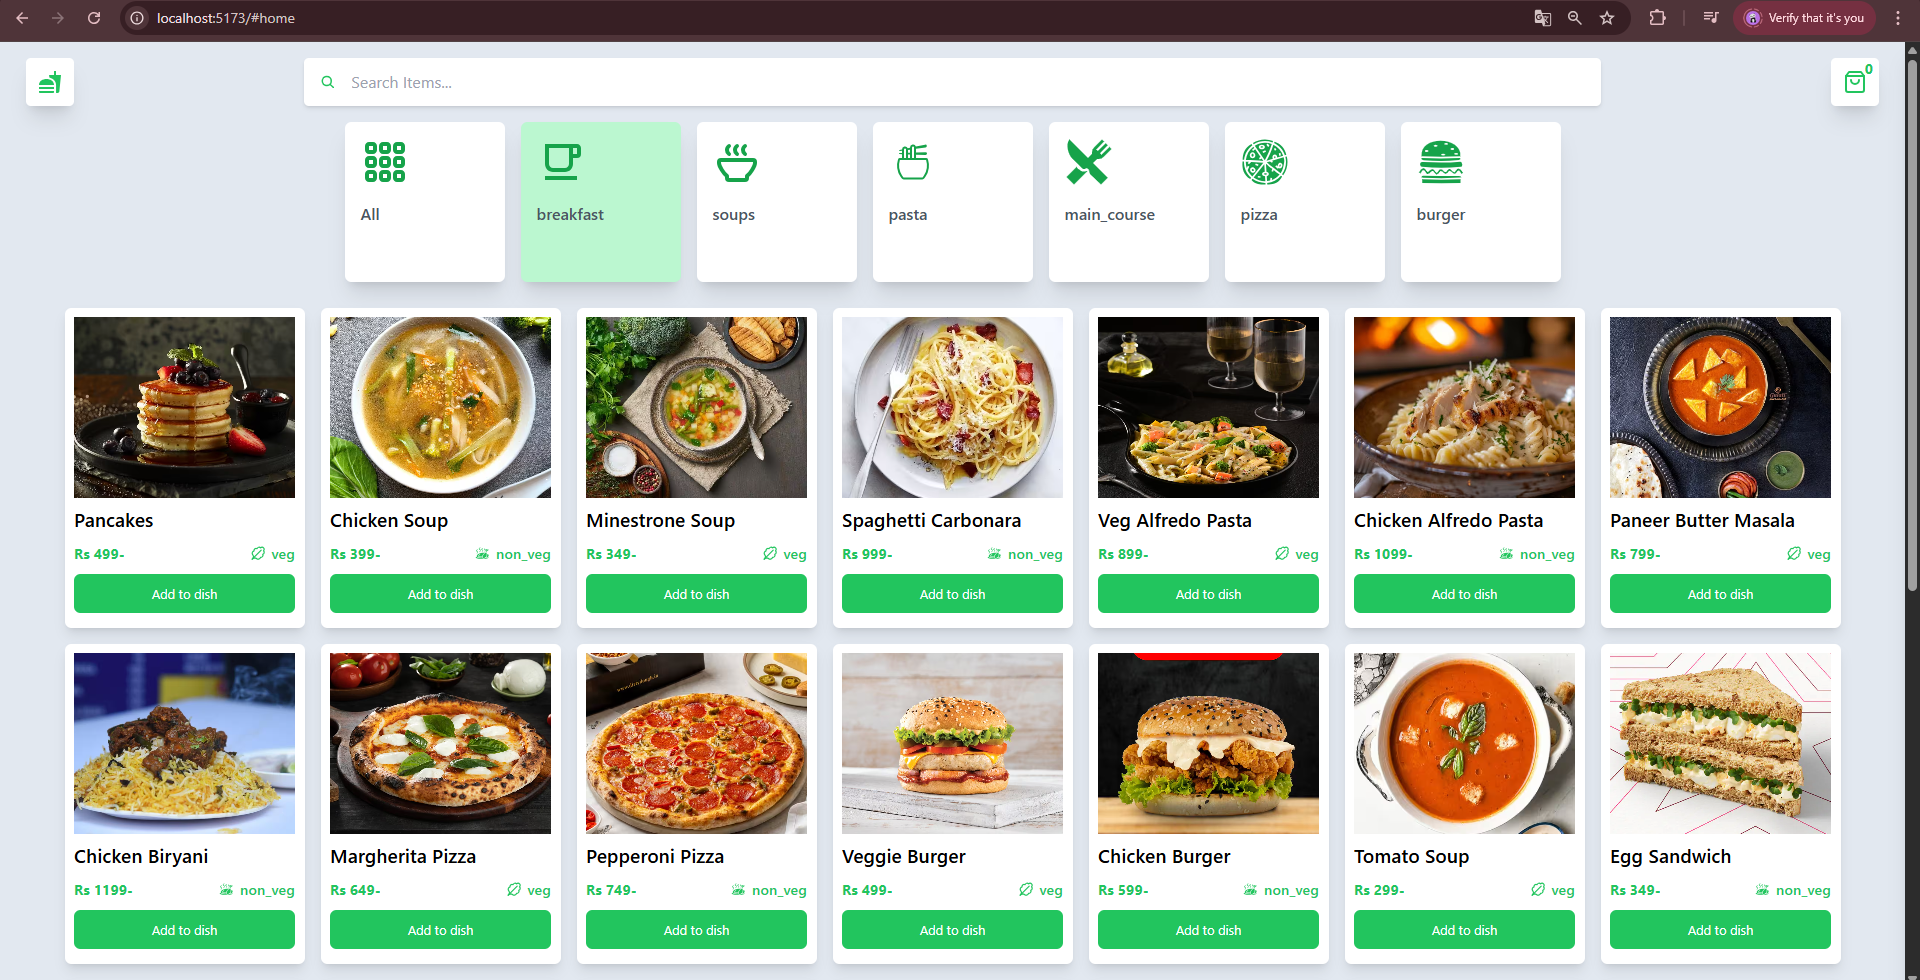 localhost:5173/#home
Verify that it's you
Search Items...
0
All
breakfast
soups
pasta
main_course
pizza
burger
Pancakes
Rs 499-
veg
Add to dish
Chicken Soup
Rs 399-
non_veg
Add to dish
Minestrone Soup
Rs 349-
veg
Add to dish
Spaghetti Carbonara
Rs 999-
non_veg
Add to dish
Veg Alfredo Pasta
Rs 899-
veg
Add to dish
Chicken Alfredo Pasta
Rs 1099-
non_veg
Add to dish
Paneer Butter Masala
Rs 799-
veg
Add to dish
Chicken Biryani
Rs 1199-
non_veg
Add to dish
Margherita Pizza
Rs 649-
veg
Add to dish
Pepperoni Pizza
Rs 749-
non_veg
Add to dish
Veggie Burger
Rs 499-
veg
Add to dish
Chicken Burger
Rs 599-
non_veg
Add to dish
Tomato Soup
Rs 299-
veg
Add to dish
Egg Sandwich
Rs 349-
non_veg
Add to dish